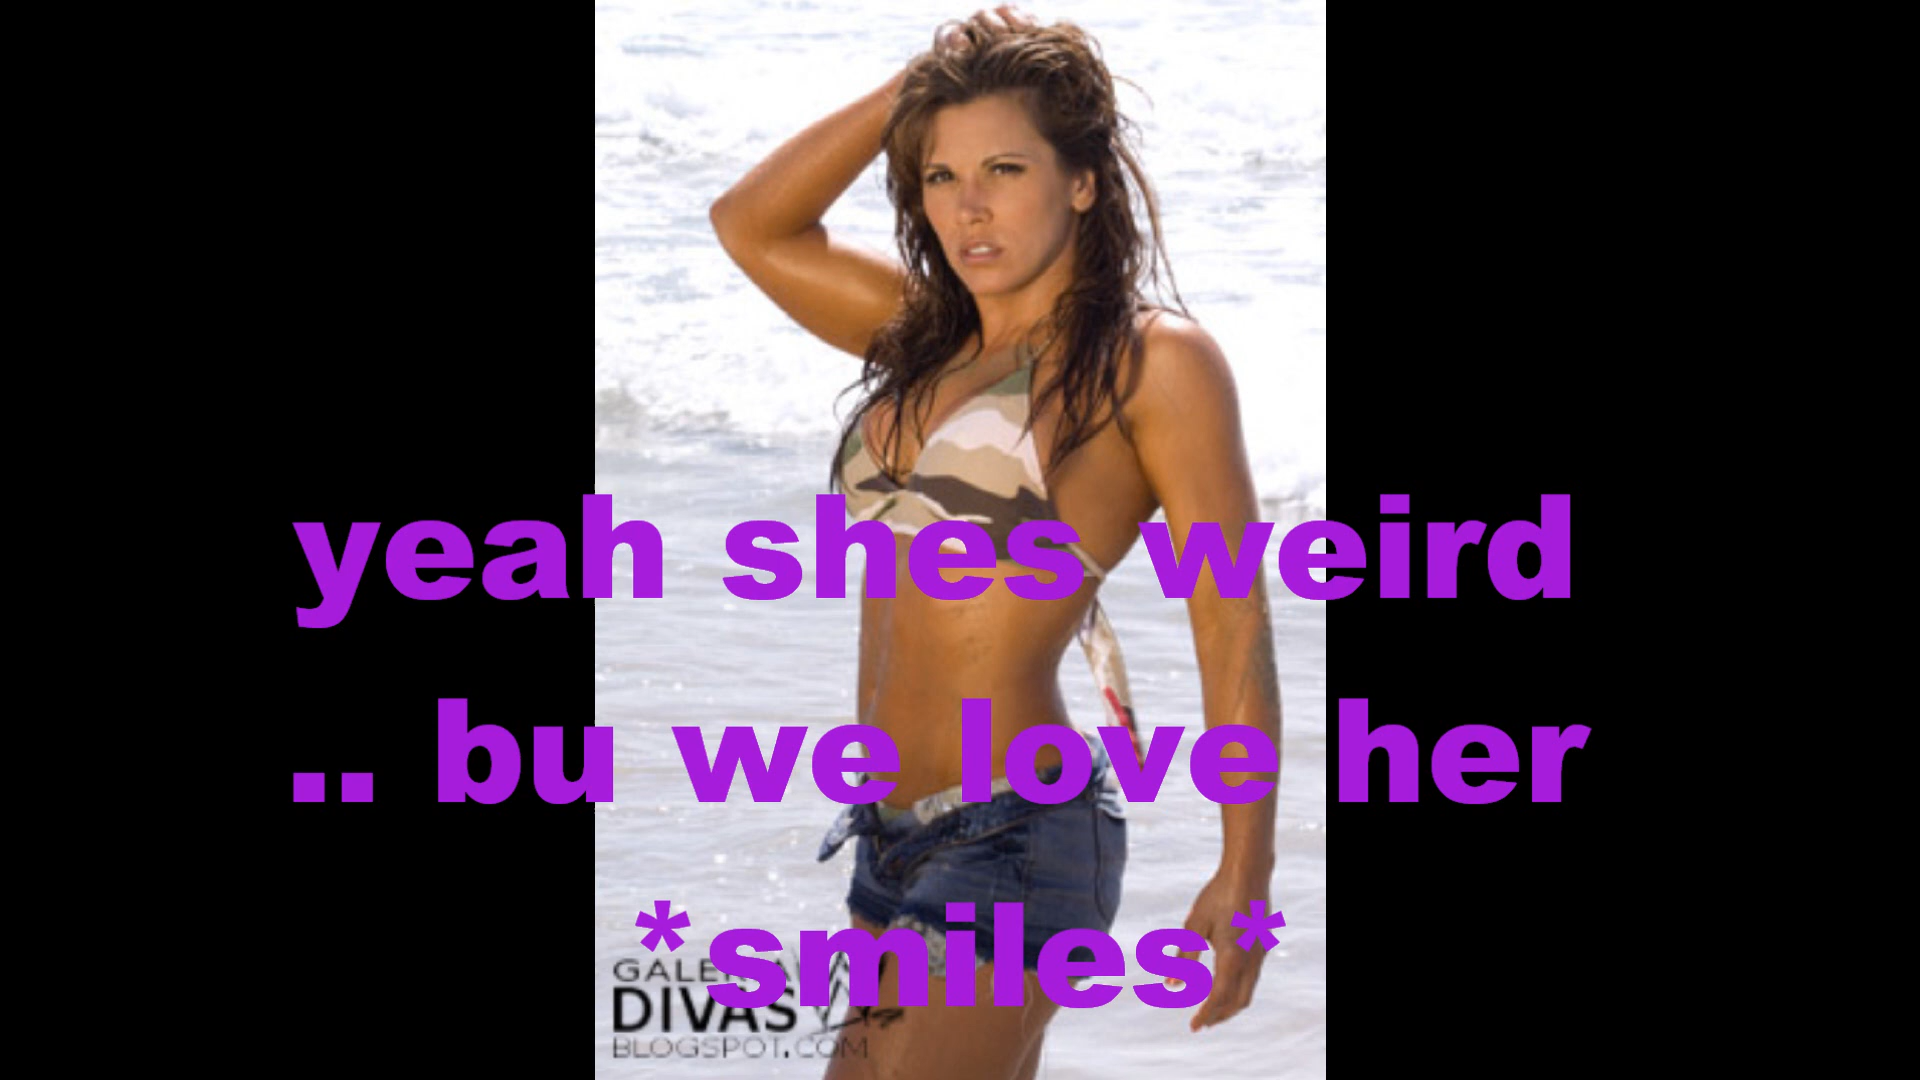 yeah shes weird
.. bu we love her
*smiles*
DIVAS
BLOGSPOT.COM